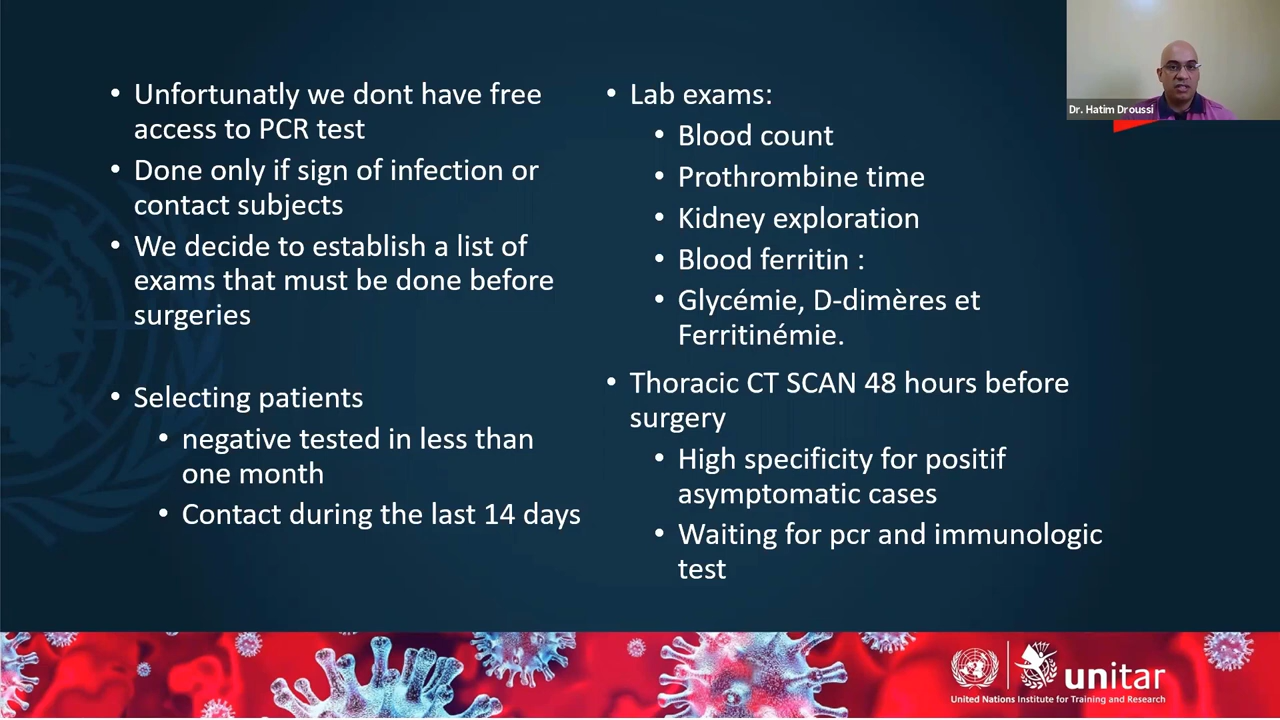 • Unfortunatly we dont have free
access to PCR test
• Done only if sign of infection or
contact subjects
• We decide to establish a list of
exams that must be done before
surgeries
• Selecting patients
• negative tested in less than
one month
• Contact during the last 14 days
• Lab exams:
• Blood count
• Prothrombine time
• Kidney exploration
• Blood ferritin :
• Glycémie, D-dimères et
Ferritinémie.
• Thoracic CT SCAN 48 hours before
surgery
• High specificity for positif
asymptomatic cases
• Waiting for pcr and immunologic
test
Dr. Hatim Droussi
unitar
United Nations Institute for Training and Research